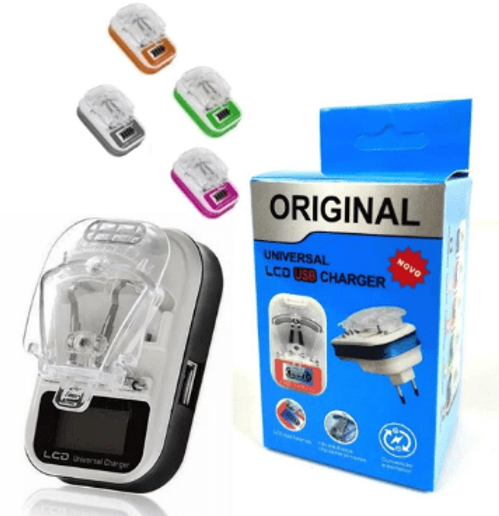 ORIGINAL
UNIVERSAL
LCD USB CHARGER
NOVO
LCD Universal Charger